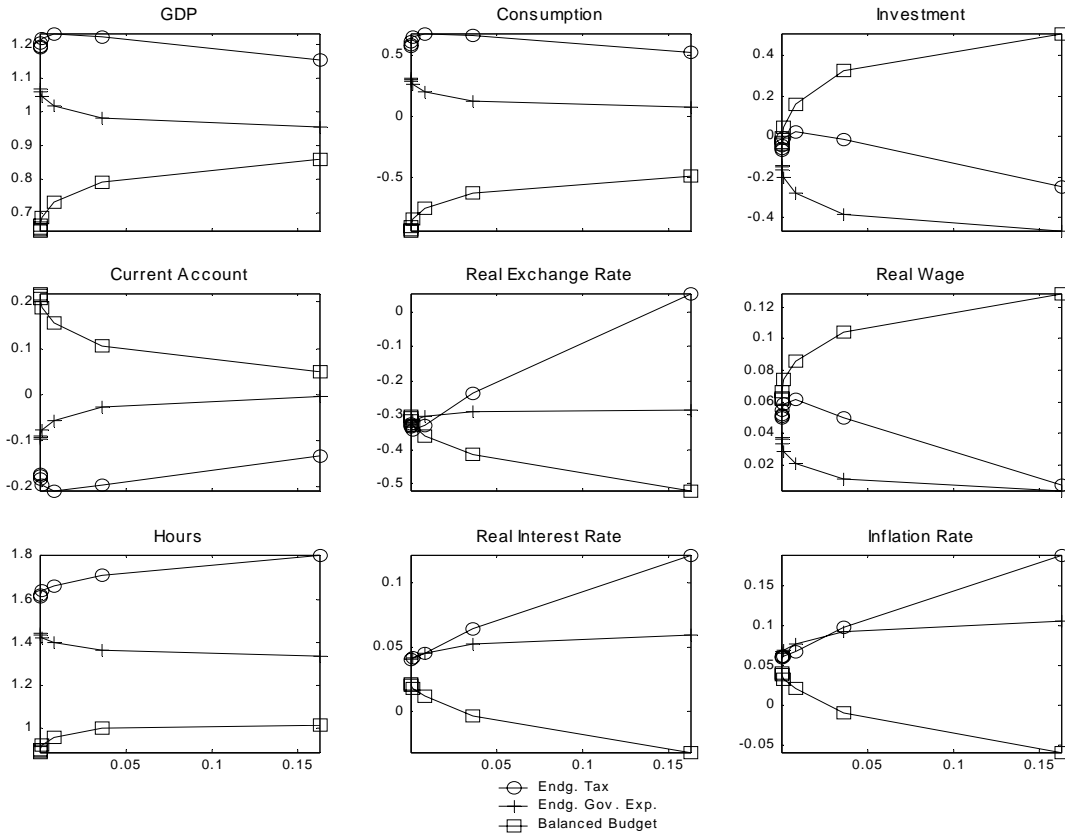 GDP
Consumption
Investment
1.2
1.1
1
0.9
0.8
0.7
0.5
0
-0.5
0.4
0.2
0
-0.2
-0.4
Current Account
Real Exchange Rate
Real Wage
0.2
0.1
0
-0.1
-0.2
0
-0.1
-0.2
-0.3
-0.4
-0.5
0.12
0.1
0.08
0.06
0.04
0.02
Hours
Real Interest Rate
Inflation Rate
1.8
1.6
1.4
1.2
1
0.1
0.05
0
0.15
0.1
0.05
0
-0.05
0.05 0.1 0.15
0.05 0.1 0.15
0.05 0.1 0.15
Endg. Tax
Endg. Gov. Exp.
Balanced Budget